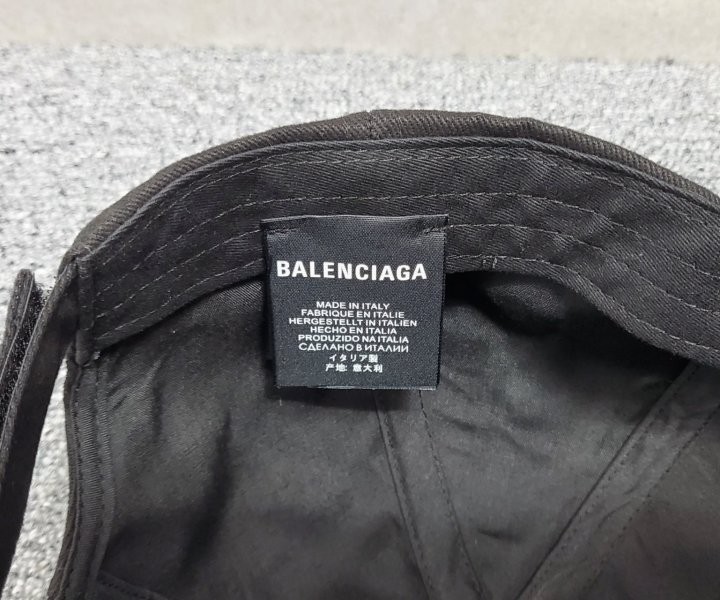 BALENCIAGA
MADE IN ITALY
FABRIQUE EN ITALIE
HERGESTELLT IN ITALIEN
HECHO EN ITALIA
PRODUZIDO NA ITALIA
СДЕЛАНО В ИТАЛИИ
イタリア製
产地: 意大利